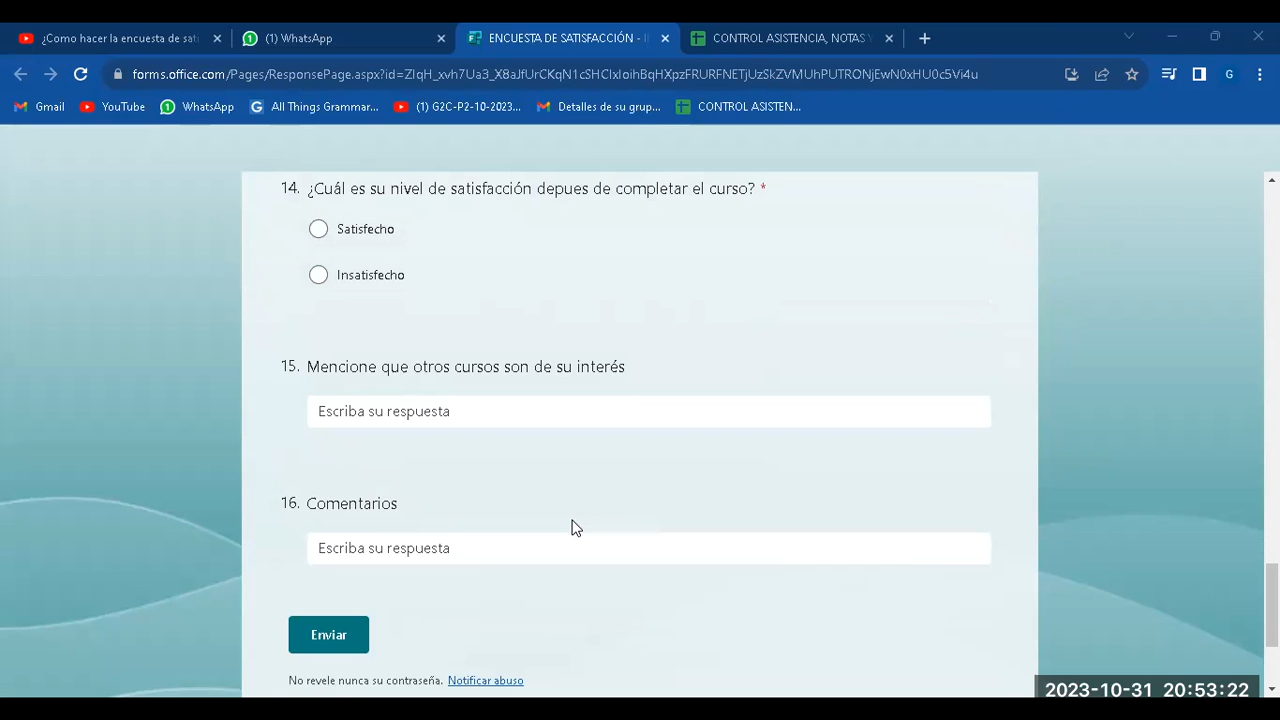 ¿Como hacer la encuesta de sati
(1) WhatsApp
ENCUESTA DE SATISFACCIÓN - I
CONTROL ASISTENCIA, NOTAS Y
forms.office.com/Pages/ResponsePage.aspx?id=ZIqH_xvh7Ua3_X8aJfUrCKqN1cSHCIxIoihBqHXpzFRURFNETjUzSkZVMUhPUTRONjEwN0xHU0c5Vi4u
G
Gmail
YouTube
WhatsApp
All Things Grammar...
(1) G2C-P2-10-2023...
Detalles de su grup...
CONTROL ASISTEN...
14. ¿Cuál es su nivel de satisfacción depues de completar el curso? *
Satisfecho
Insatisfecho
15. Mencione que otros cursos son de su interés
Escriba su respuesta
16. Comentarios
Escriba su respuesta
Enviar
No revele nunca su contraseña. Notificar abuso
2023-10-31 20:53:22